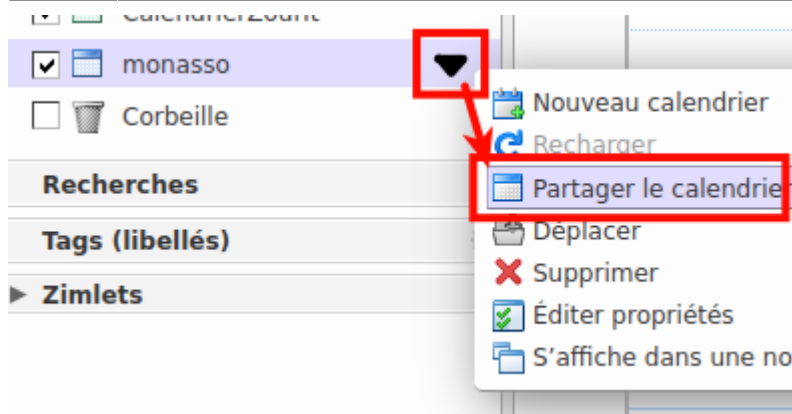 CalendrierZount
monasso
Corbeille
Recherches
Tags (libellés)
Zimlets
Nouveau calendrier
Recharger
Partager le calendrie
Déplacer
Supprimer
Éditer propriétés
S'affiche dans une no